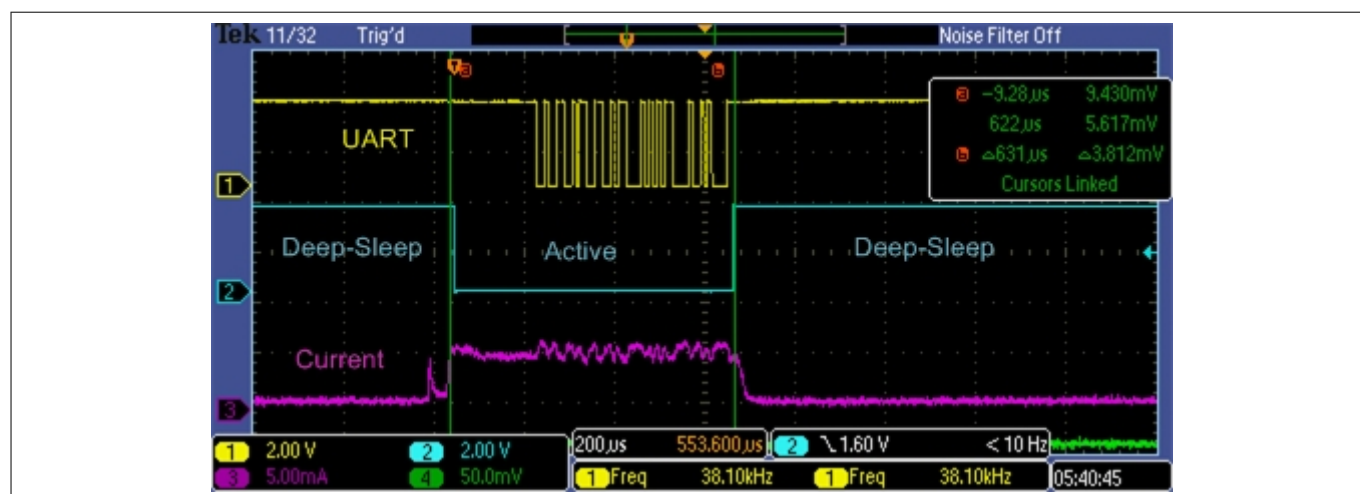 Tek 11/32 Trig'd Noise Filter Off
T a b
a -9.28µs 9.430mV
622µs 5.617mV
b △631µs △3.812mV
Cursors Linked
UART
1
Deep-Sleep Active Deep-Sleep
2
Current
3
1 2.00 V 2 2.00 V 200µs 553.600µs 2 \ 1.60 V < 10 Hz
3 5.00mA 4 50.0mV 1 Freq 38.10kHz 1 Freq 38.10kHz 05:40:45